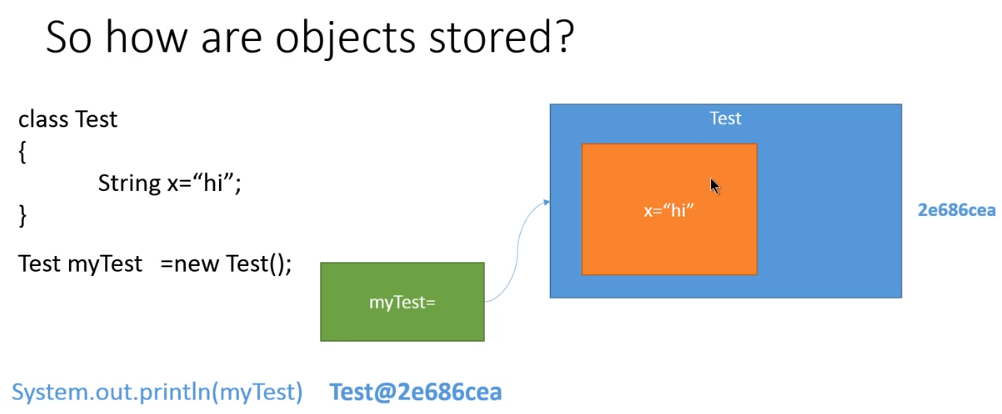 So how are objects stored?
class Test
{
String x=“hi”;
}
Test myTest =new Test();
myTest=
Test
x=“hi”
2e686cea
System.out.println(myTest) Test@2e686cea